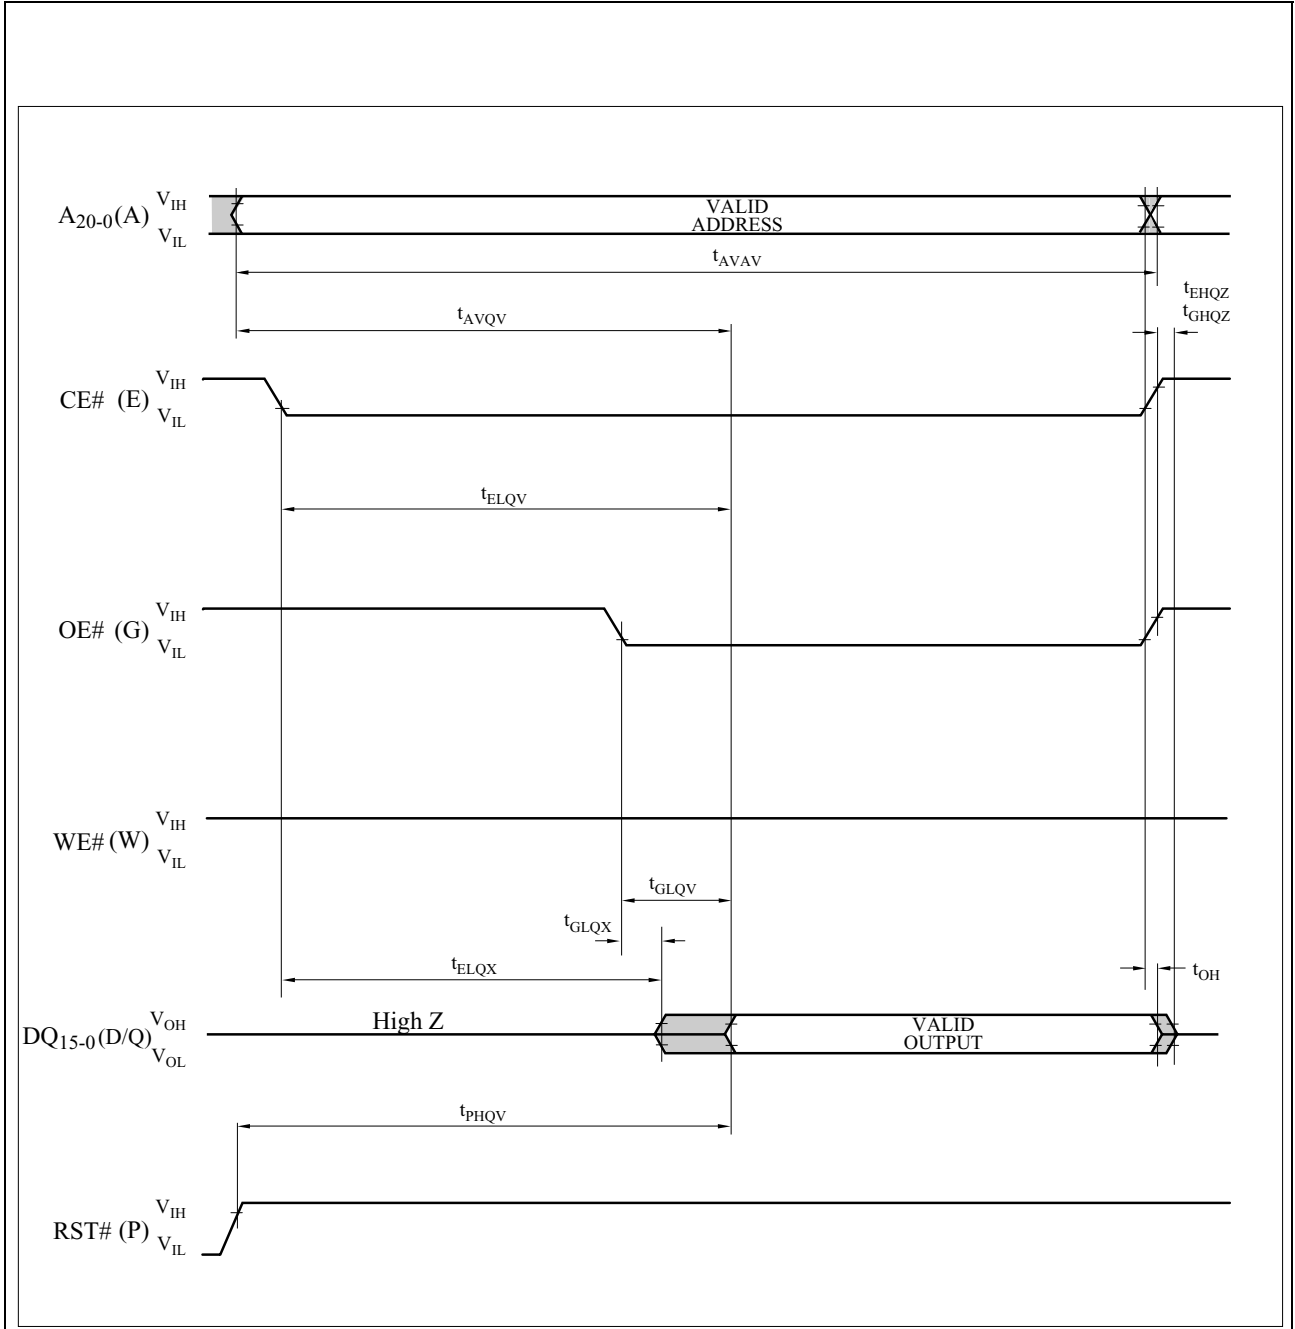 A20-0(A) VIH
VIL
VALID
ADDRESS
tAVAV
tEHQZ
tGHQZ
tAVQV
CE# (E) VIH
VIL
tELQV
OE# (G) VIH
VIL
WE# (W) VIH
VIL
tGLQV
tGLQX
tELQX
tOH
DQ15-0(D/Q) VOH
VOL
High Z
VALID
OUTPUT
tPHQV
RST# (P) VIH
VIL